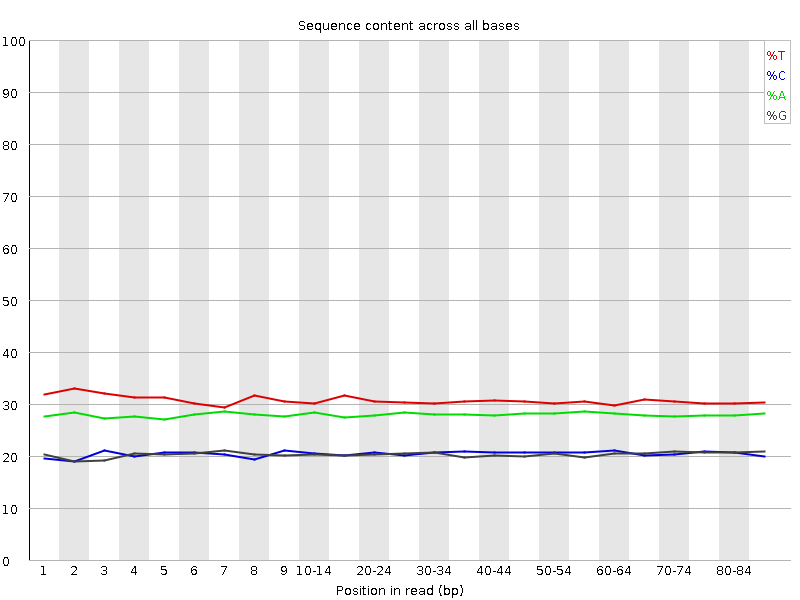 Sequence content across all bases
100
90
80
70
60
50
40
30
20
10
0
%T
%C
%A
%G
1 2 3 4 5 6 7 8 9 10-14 20-24 30-34 40-44 50-54 60-64 70-74 80-84
Position in read (bp)